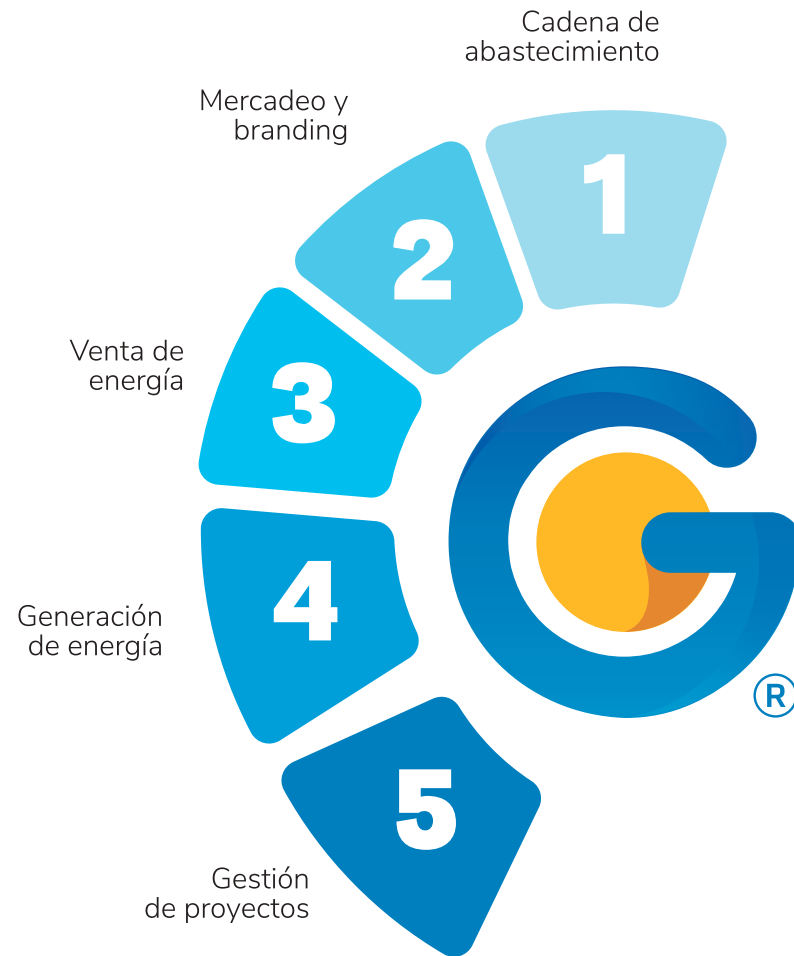 Cadena de
abastecimiento
1
Mercadeo y
branding
2
Venta de
energía
3
Generación
de energía
4
Gestión
de proyectos
5
G
®